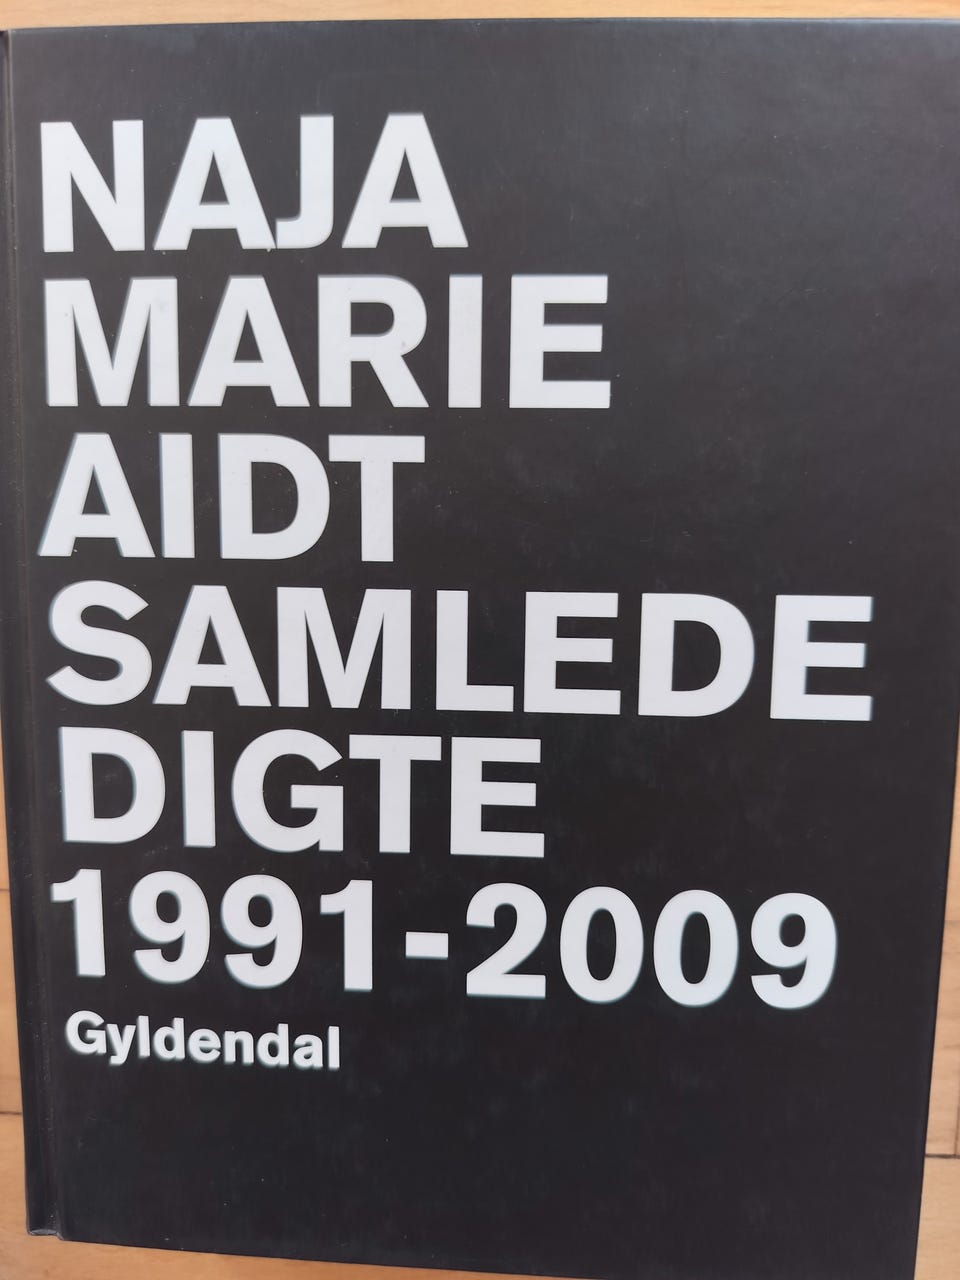 NAJA
MARIE
AIDT
SAMLEDE
DIGTE
1991-2009
Gyldendal